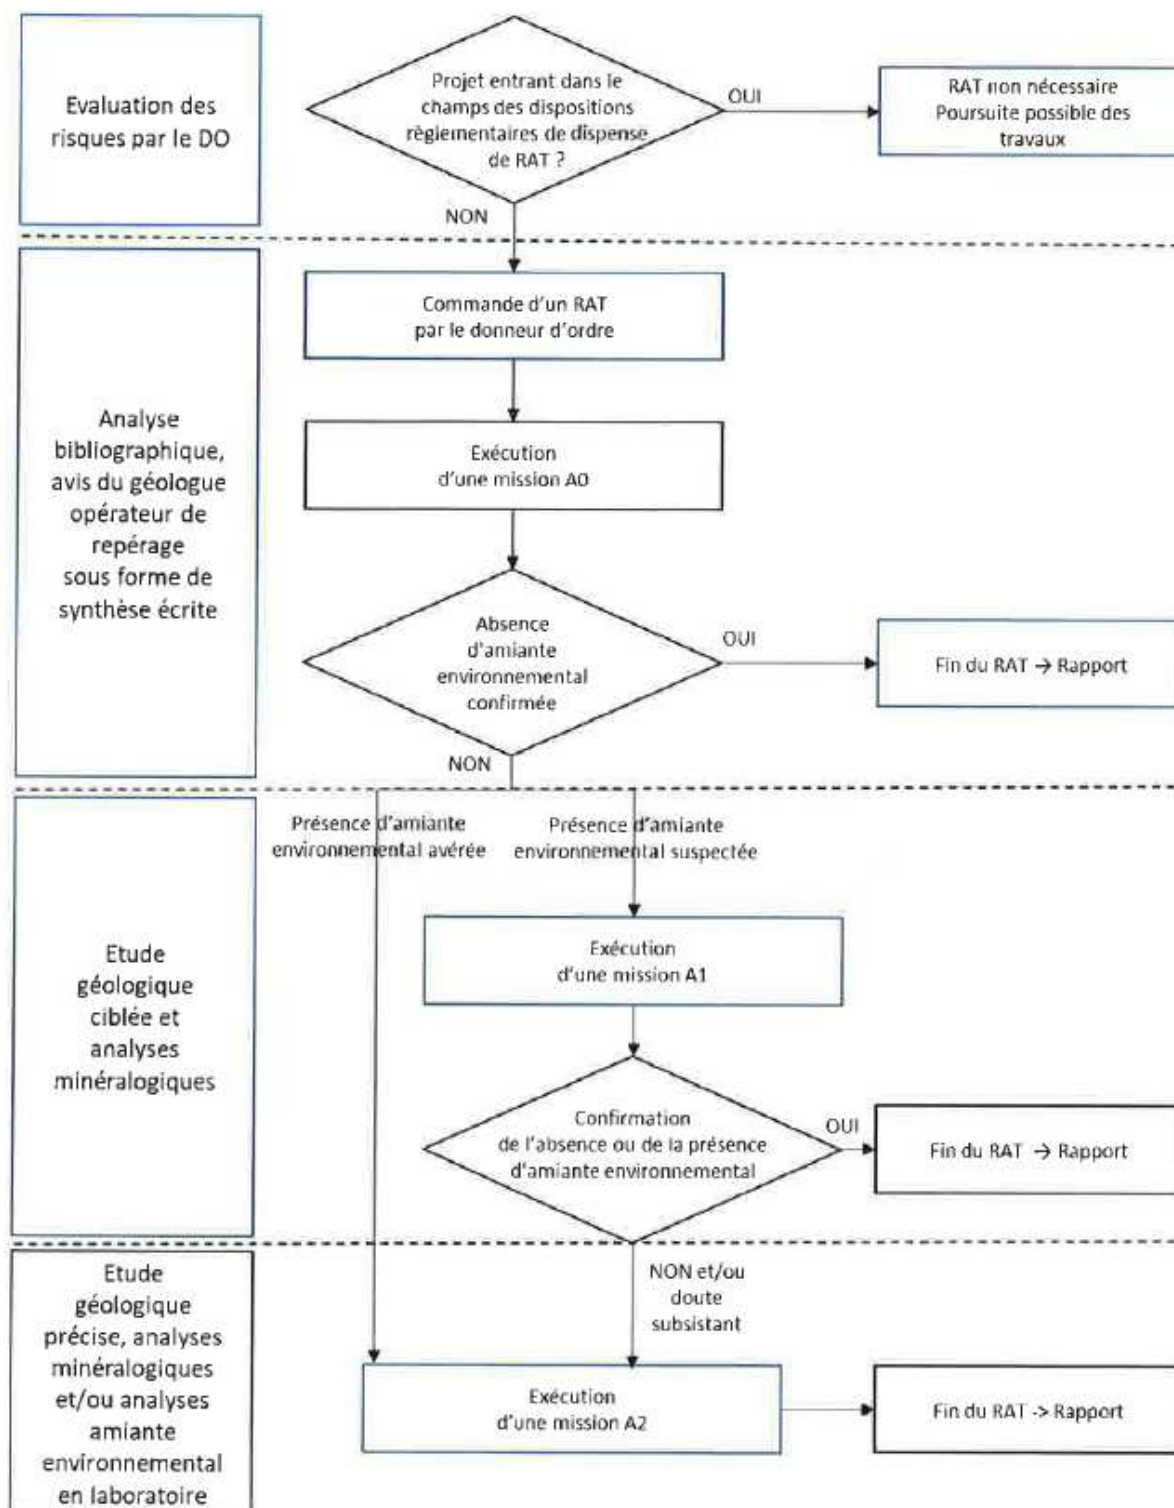 Evaluation des
risques par le DO
Projet entrant dans le
champs des dispositions
règlementaires de dispense
de RAT ?
OUI
RAT non nécessaire
Poursuite possible des
travaux
NON
Analyse
bibliographique,
avis du géologue
opérateur de
repérage
sous forme de
synthèse écrite
Commande d'un RAT
par le donneur d'ordre
Exécution
d'une mission A0
Absence
d'amiante
environnemental
confirmée
OUI
Fin du RAT → Rapport
NON
Présence d'amiante
environnemental avérée
Présence d'amiante
environnemental suspectée
Etude
géologique
ciblée et
analyses
minéralogiques
Exécution
d'une mission A1
Confirmation
de l'absence ou de la présence
d'amiante environnemental
OUI
Fin du RAT → Rapport
NON et/ou
doute
subsistant
Etude
géologique
précise, analyses
minéralogiques
et/ou analyses
amiante
environnemental
en laboratoire
Exécution
d'une mission A2
Fin du RAT -> Rapport